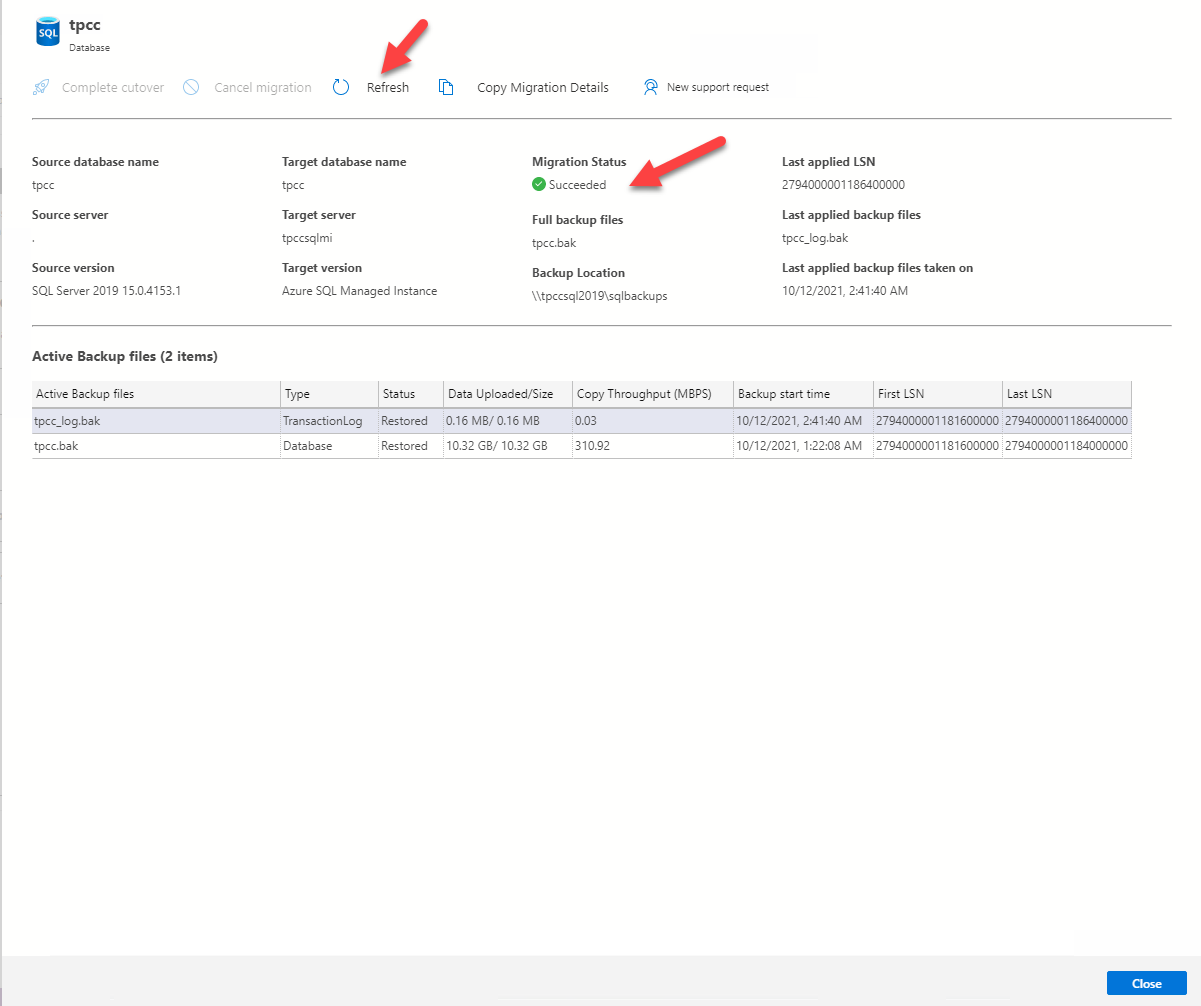 SQL
tpcc
Database
Complete cutover Cancel migration Refresh Copy Migration Details New support request
Source database name Target database name Migration Status Last applied LSN
tpcc tpcc Succeeded 2794000001186400000
Source server Target server Full backup files Last applied backup files
. tpccsqlmi tpcc.bak tpcc_log.bak
Source version Target version Backup Location Last applied backup files taken on
SQL Server 2019 15.0.4153.1 Azure SQL Managed Instance \\tpccsql2019\sqlbackups 10/12/2021, 2:41:40 AM
Active Backup files (2 items)
Active Backup files Type Status Data Uploaded/Size Copy Throughput (MBPS) Backup start time First LSN Last LSN
tpcc_log.bak TransactionLog Restored 0.16 MB/ 0.16 MB 0.03 10/12/2021, 2:41:40 AM 2794000001181600000 2794000001186400000
tpcc.bak Database Restored 10.32 GB/ 10.32 GB 310.92 10/12/2021, 1:22:08 AM 2794000001181600000 2794000001184000000
Close